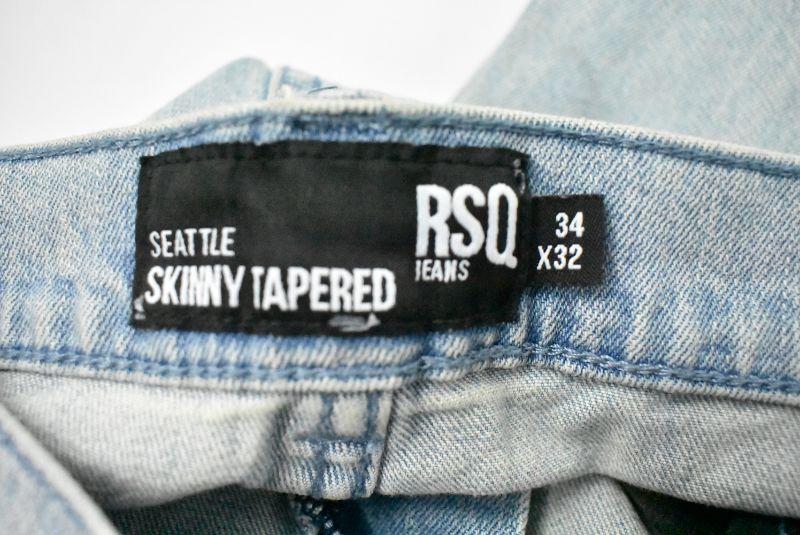 SEATTLE
SKINNY TAPERED
RSQ
JEANS
34
X32